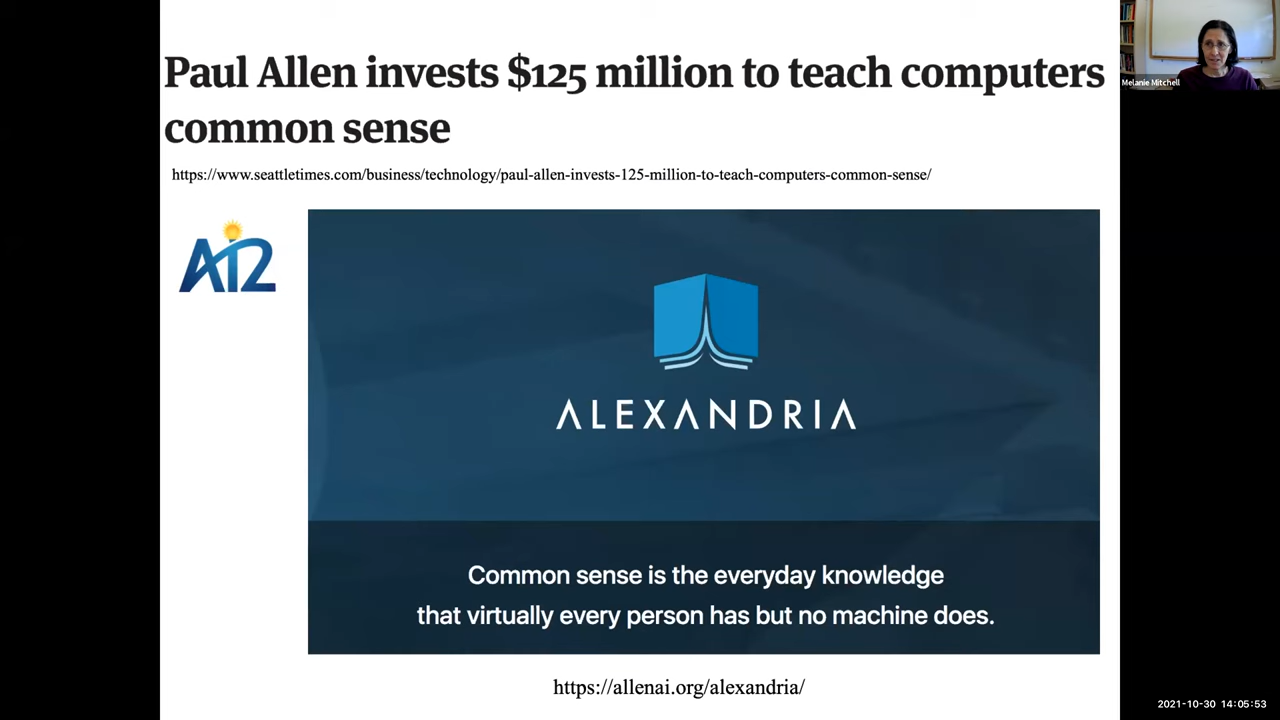 Paul Allen invests $125 million to teach computers
common sense
Melanie Mitchell
https://www.seattletimes.com/business/technology/paul-allen-invests-125-million-to-teach-computers-common-sense/
AI2
ALEXANDRIA
Common sense is the everyday knowledge
that virtually every person has but no machine does.
https://allenai.org/alexandria/
2021-10-30 14:05:53